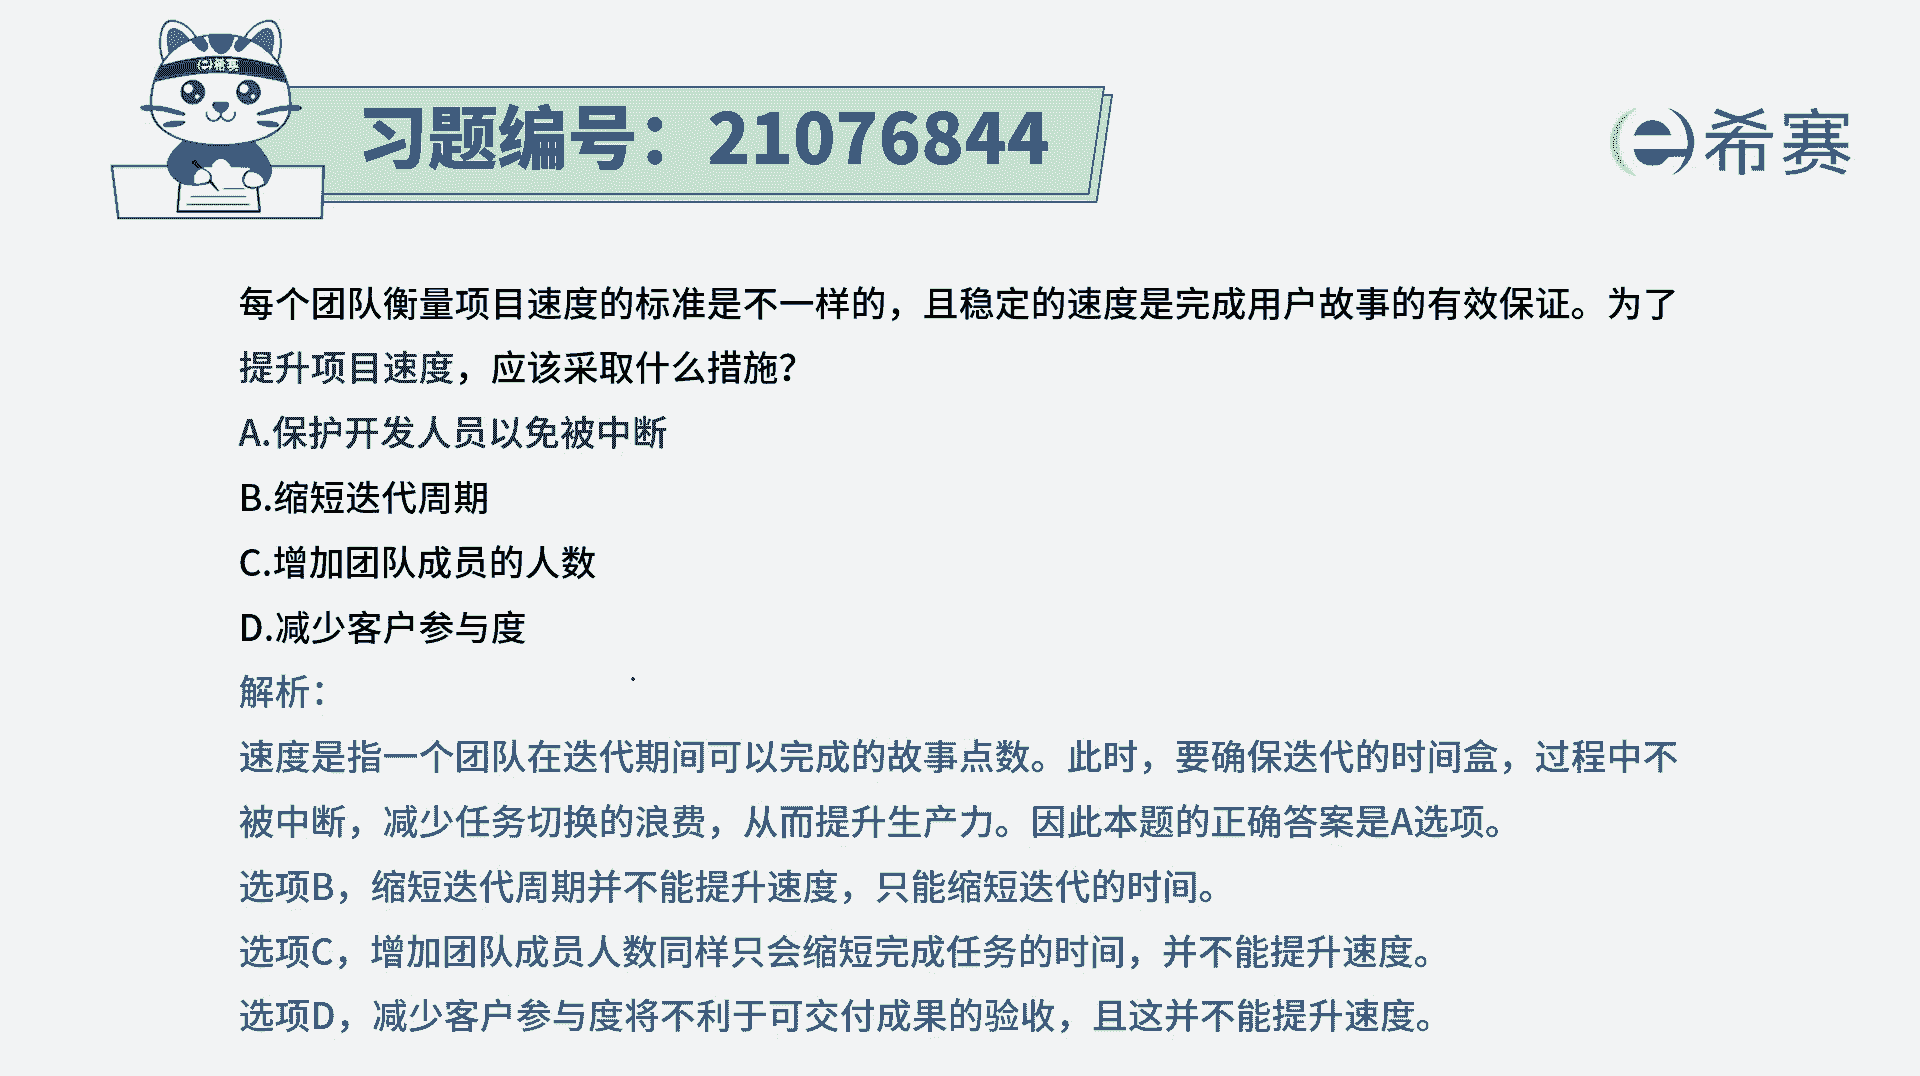 希赛
习题编号：21076844
希赛
每个团队衡量项目速度的标准是不一样的，且稳定的速度是完成用户故事的有效保证。为了
提升项目速度，应该采取什么措施？
A.保护开发人员以免被中断
B.缩短迭代周期
C.增加团队成员的人数
D.减少客户参与度
解析：
速度是指一个团队在迭代期间可以完成的故事点数。此时，要确保迭代的时间盒，过程中不
被中断，减少任务切换的浪费，从而提升生产力。因此本题的正确答案是A选项。
选项B，缩短迭代周期并不能提升速度，只能缩短迭代的时间。
选项C，增加团队成员人数同样只会缩短完成任务的时间，并不能提升速度。
选项D，减少客户参与度将不利于可交付成果的验收，且这并不能提升速度。